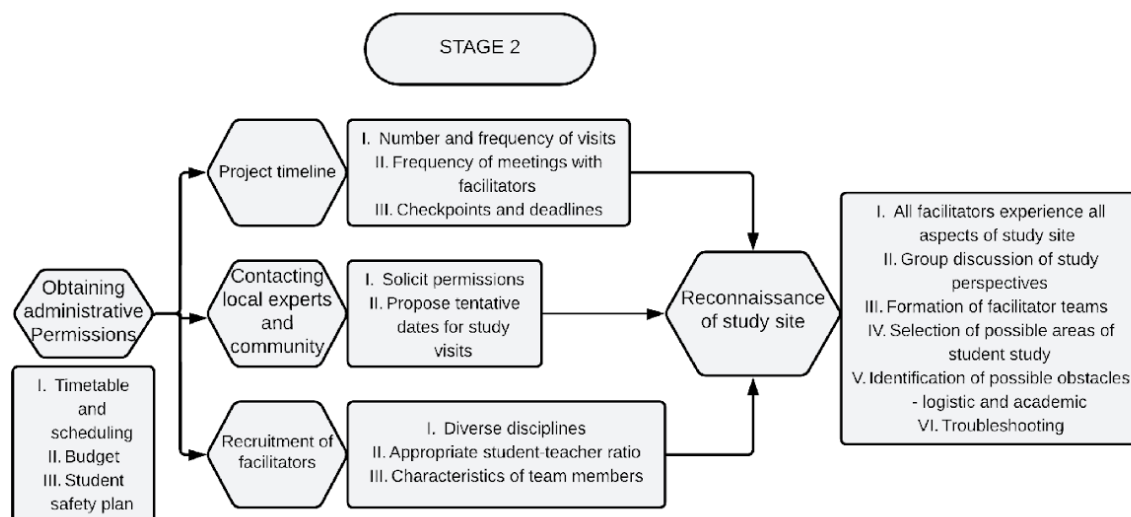 STAGE 2
Obtaining
administrative
Permissions
I. Timetable
and
scheduling
II. Budget
III. Student
safety plan
Project timeline
I. Number and frequency of visits
II. Frequency of meetings with
facilitators
III. Checkpoints and deadlines
Contacting
local experts
and
community
I. Solicit permissions
II. Propose tentative
dates for study
visits
Recruitment of
facilitators
I. Diverse disciplines
II. Appropriate student-teacher ratio
III. Characteristics of team members
Reconnaissance
of study site
I. All facilitators experience all
aspects of study site
II. Group discussion of study
perspectives
III. Formation of facilitator teams
IV. Selection of possible areas of
student study
V. Identification of possible obstacles
- logistic and academic
VI. Troubleshooting